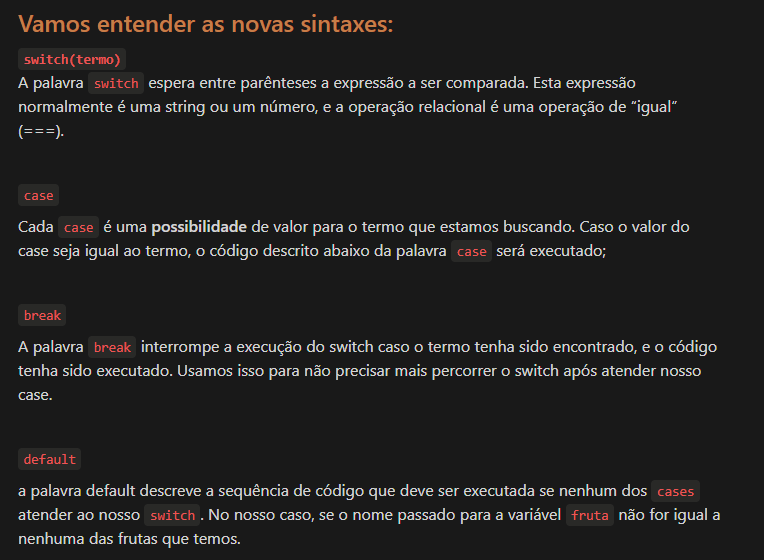 Vamos entender as novas sintaxes:
switch(termo)
A palavra switch espera entre parênteses a expressão a ser comparada. Esta expressão
normalmente é uma string ou um número, e a operação relacional é uma operação de “igual”
(===).
case
Cada case é uma possibilidade de valor para o termo que estamos buscando. Caso o valor do
case seja igual ao termo, o código descrito abaixo da palavra case será executado;
break
A palavra break interrompe a execução do switch caso o termo tenha sido encontrado, e o código
tenha sido executado. Usamos isso para não precisar mais percorrer o switch após atender nosso
case.
default
a palavra default descreve a sequência de código que deve ser executada se nenhum dos cases
atender ao nosso switch. No nosso caso, se o nome passado para a variável fruta não for igual a
nenhuma das frutas que temos.